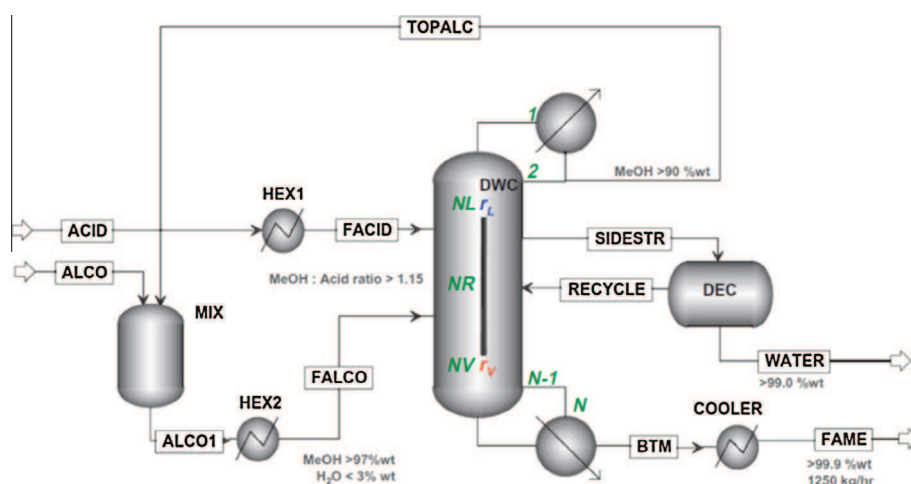 TOPALC
1
2
DWC
MeOH >90 %wt
HEX1
NL rL
ACID
FACID
SIDESTR
ALCO
MeOH : Acid ratio > 1.15
NR
RECYCLE
DEC
MIX
FALCO
NV rV
WATER
>99.0 %wt
HEX2
N-1
N
COOLER
ALCO1
BTM
FAME
MeOH >97%wt
H₂O < 3% wt
>99.9 %wt
1250 kg/hr